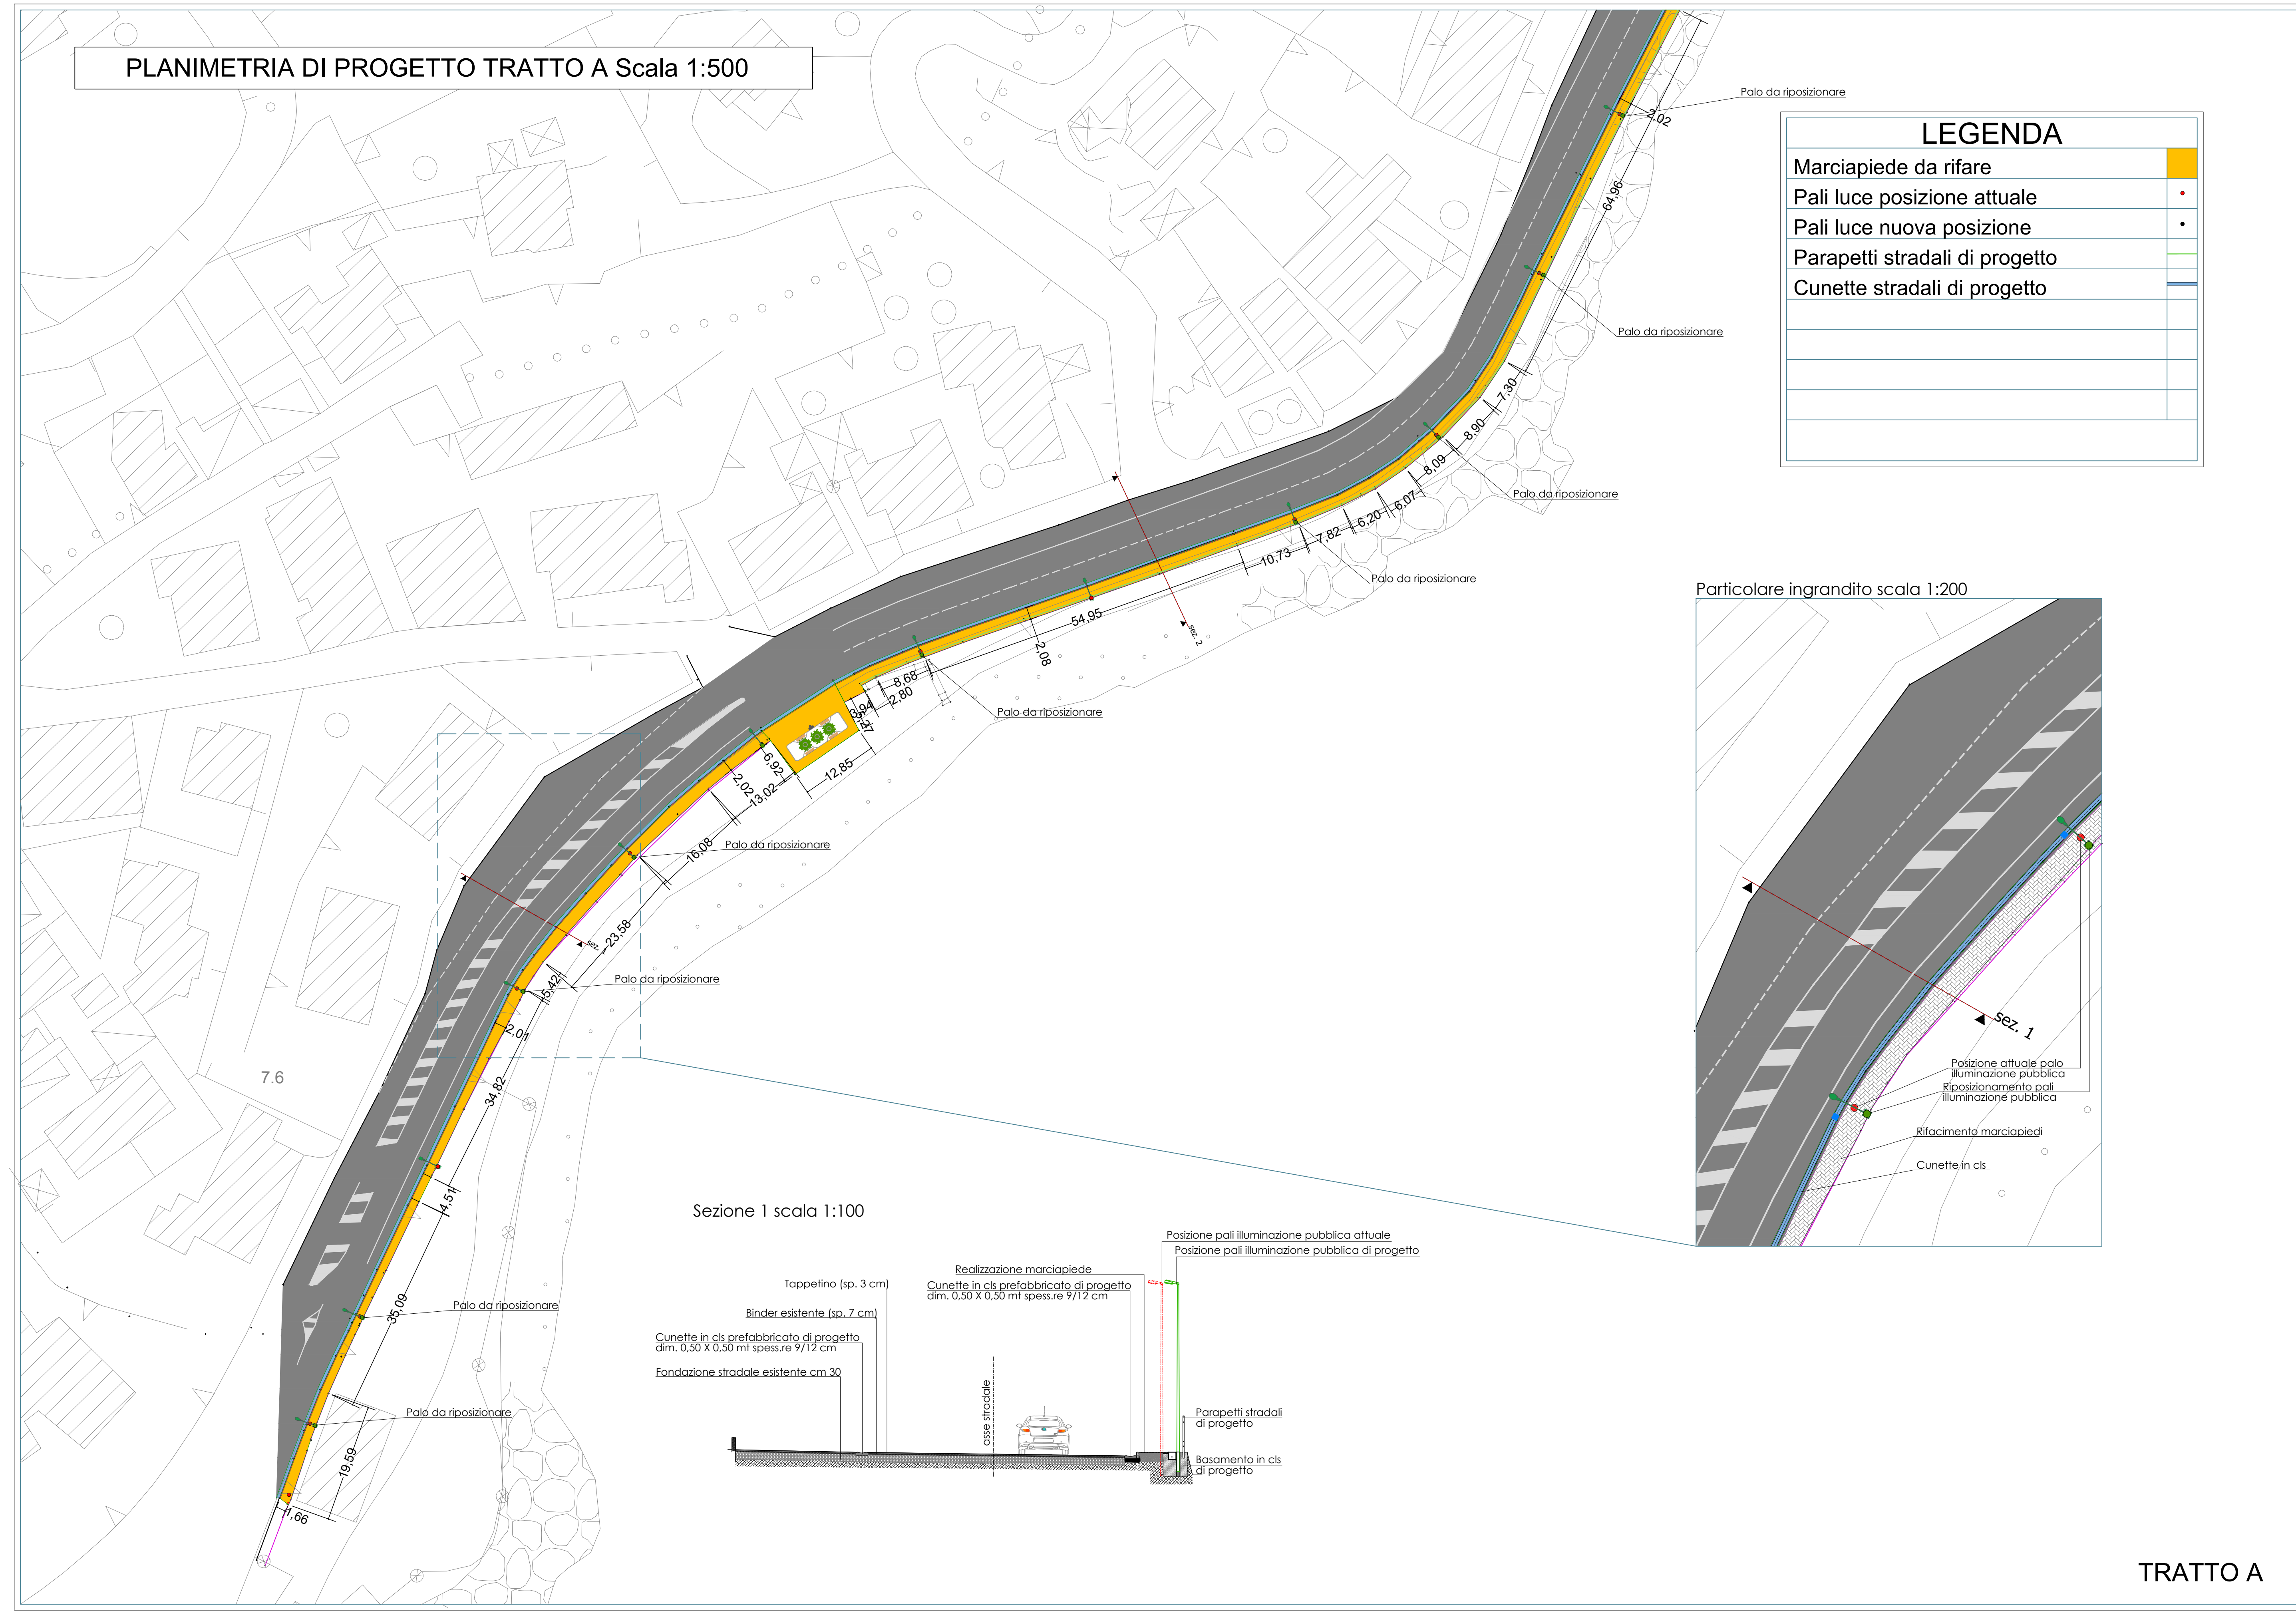 PLANIMETRIA DI PROGETTO TRATTO A Scala 1:500
LEGENDA
Marciapiede da rifare
Pali luce posizione attuale
Pali luce nuova posizione
Parapetti stradali di progetto
Cunette stradali di progetto
Palo da riposizionare
2,02
64,96
Palo da riposizionare
7,30
8,90
8,09
Palo da riposizionare
6,07
6,20
7,82
10,73
Palo da riposizionare
54,95
sez. 2
2,08
8,68
2,80
Palo da riposizionare
6,92
12,85
2,02
13,02
16,08
Palo da riposizionare
23,58
sez.
5,42
Palo da riposizionare
2,01
34,82
7.6
4,51
35,09
Palo da riposizionare
Palo da riposizionare
19,59
1,66
Particolare ingrandito scala 1:200
sez. 1
Posizione attuale palo
illuminazione pubblica
Riposizionamento pali
illuminazione pubblica
Rifacimento marciapiedi
Cunette in cls
Sezione 1 scala 1:100
Posizione pali illuminazione pubblica attuale
Posizione pali illuminazione pubblica di progetto
Realizzazione marciapiede
Cunette in cls prefabbricato di progetto
dim. 0,50 X 0,50 mt spess.re 9/12 cm
Tappetino (sp. 3 cm)
Binder esistente (sp. 7 cm)
Cunette in cls prefabbricato di progetto
dim. 0,50 X 0,50 mt spess.re 9/12 cm
Fondazione stradale esistente cm 30
asse stradale
Parapetti stradali
di progetto
Basamento in cls
di progetto
TRATTO A